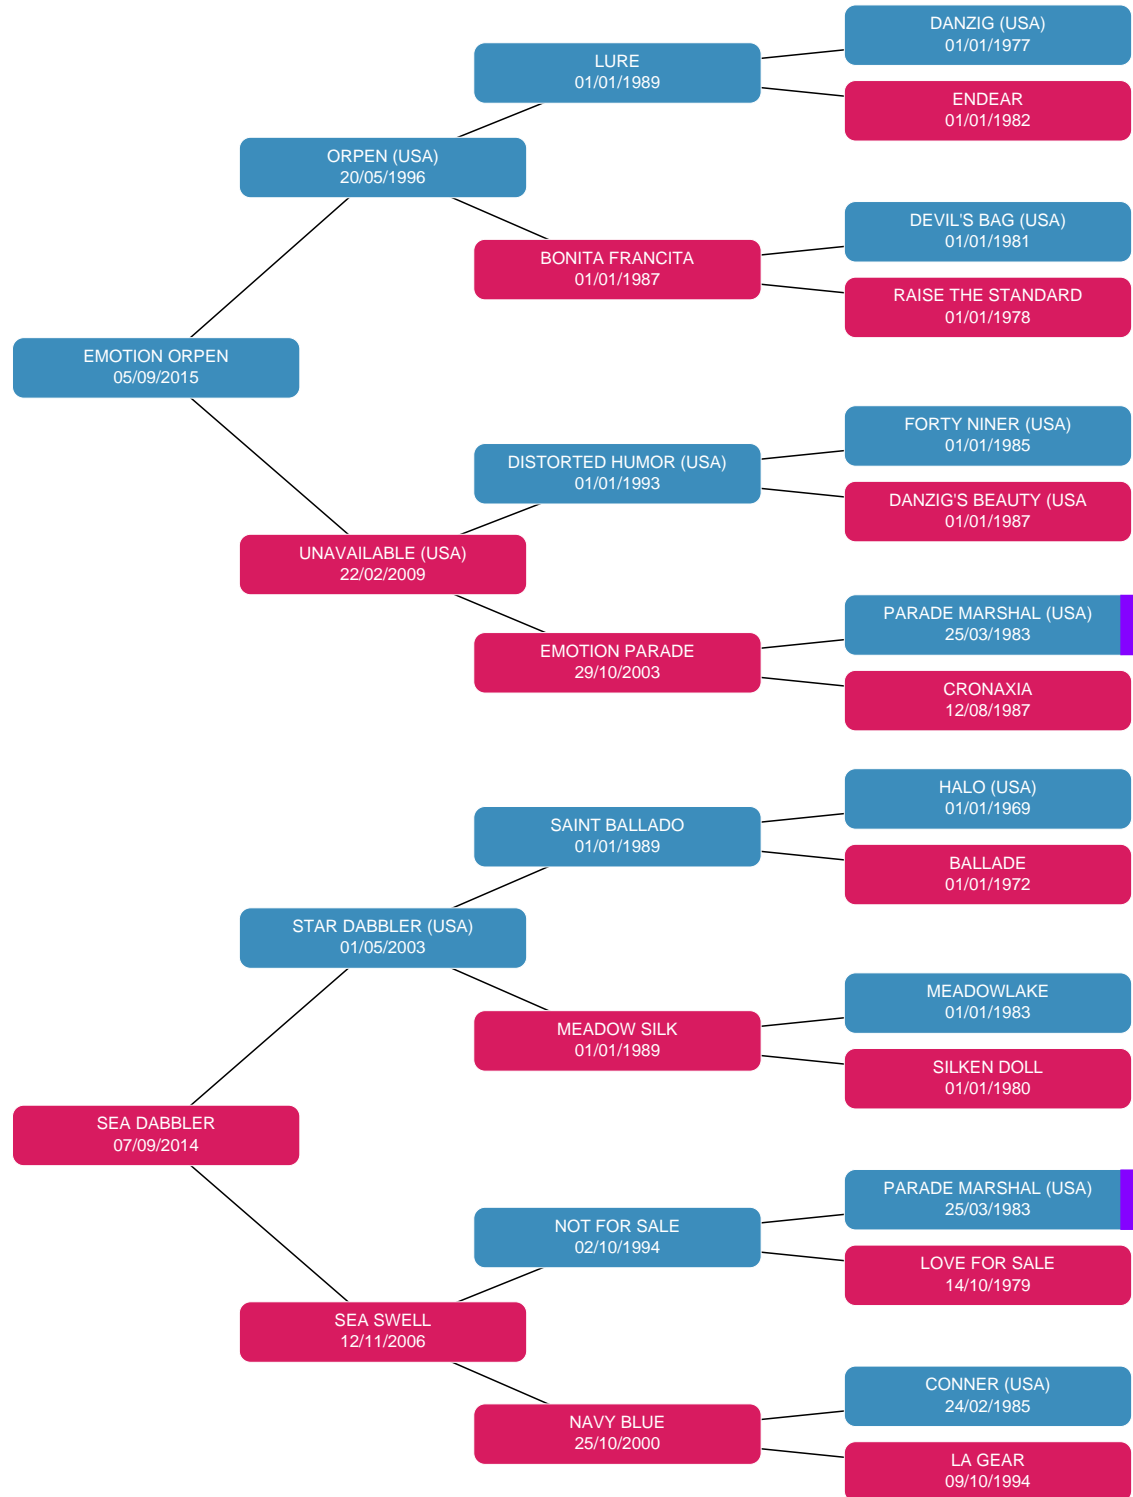 DANZIG (USA)
01/01/1977
LURE
01/01/1989
ENDEAR
01/01/1982
ORPEN (USA)
20/05/1996
DEVIL'S BAG (USA)
01/01/1981
BONITA FRANCITA
01/01/1987
RAISE THE STANDARD
01/01/1978
EMOTION ORPEN
05/09/2015
FORTY NINER (USA)
01/01/1985
DISTORTED HUMOR (USA)
01/01/1993
DANZIG'S BEAUTY (USA
01/01/1987
UNAVAILABLE (USA)
22/02/2009
PARADE MARSHAL (USA)
25/03/1983
EMOTION PARADE
29/10/2003
CRONAXIA
12/08/1987
HALO (USA)
01/01/1969
SAINT BALLADO
01/01/1989
BALLADE
01/01/1972
STAR DABBLER (USA)
01/05/2003
MEADOWLAKE
01/01/1983
MEADOW SILK
01/01/1989
SILKEN DOLL
01/01/1980
SEA DABBLER
07/09/2014
PARADE MARSHAL (USA)
25/03/1983
NOT FOR SALE
02/10/1994
LOVE FOR SALE
14/10/1979
SEA SWELL
12/11/2006
CONNER (USA)
24/02/1985
NAVY BLUE
25/10/2000
LA GEAR
09/10/1994